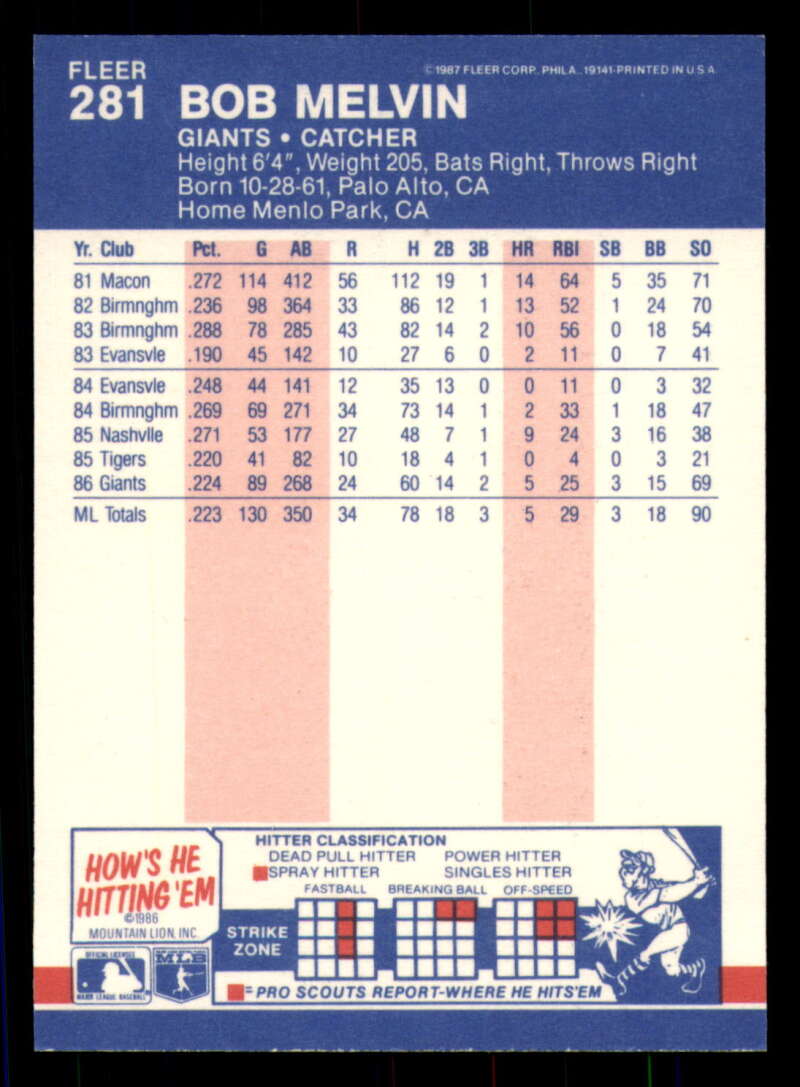 FLEER
281 BOB MELVIN
©1987 FLEER CORP. PHILA., 19141-PRINTED IN U S A
GIANTS • CATCHER
Height 6'4", Weight 205, Bats Right, Throws Right
Born 10-28-61, Palo Alto, CA
Home Menlo Park, CA
Yr. Club Pct. G AB R H 2B 3B HR RBI SB BB SO
81 Macon .272 114 412 56 112 19 1 14 64 5 35 71
82 Birmnghm .236 98 364 33 86 12 1 13 52 1 24 70
83 Birmnghm .288 78 285 43 82 14 2 10 56 0 18 54
83 Evansvle .190 45 142 10 27 6 0 2 11 0 7 41
84 Evansvle .248 44 141 12 35 13 0 0 11 0 3 32
84 Birmnghm .269 69 271 34 73 14 1 2 33 1 18 47
85 Nashvlle .271 53 177 27 48 7 1 9 24 3 16 38
85 Tigers .220 41 82 10 18 4 1 0 4 0 3 21
86 Giants .224 89 268 24 60 14 2 5 25 3 15 69
ML Totals .223 130 350 34 78 18 3 5 29 3 18 90
HOW'S HE
HITTING 'EM
©1986
MOUNTAIN LION, INC.
HITTER CLASSIFICATION
DEAD PULL HITTER POWER HITTER
SPRAY HITTER SINGLES HITTER
FASTBALL BREAKING BALL OFF-SPEED
STRIKE
ZONE
=PRO SCOUTS REPORT-WHERE HE HITS'EM
OFFICIAL LICENSEE
MAJOR LEAGUE BASEBALL
MLB